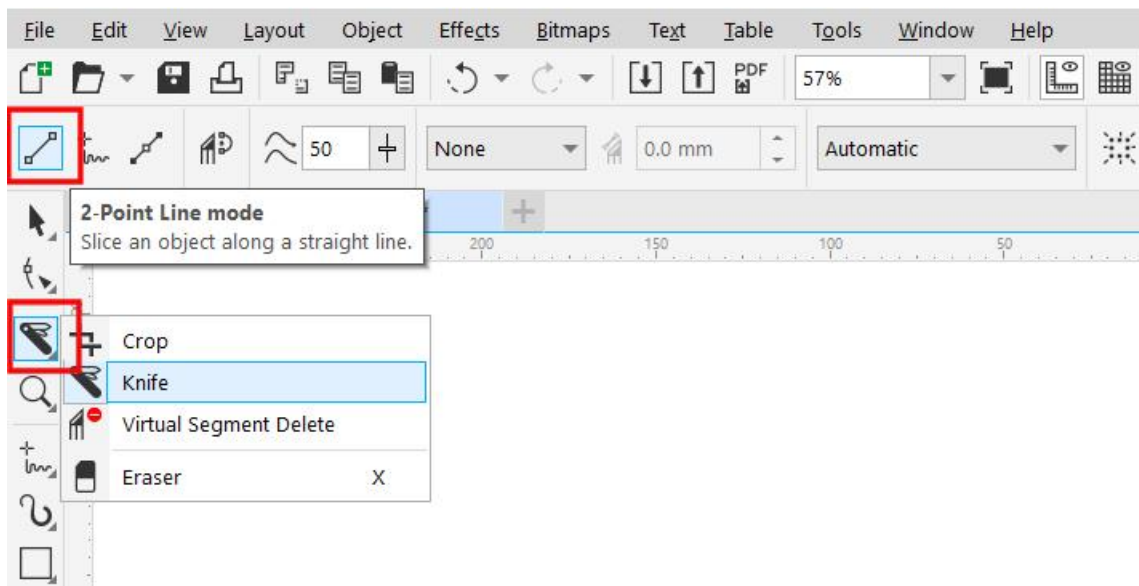 File Edit View Layout Object Effects Bitmaps Text Table Tools Window Help
PDF 57%
50 None 0.0 mm Automatic
2-Point Line mode
Slice an object along a straight line.
200 150 100 50
Crop
Knife
Virtual Segment Delete
Eraser X